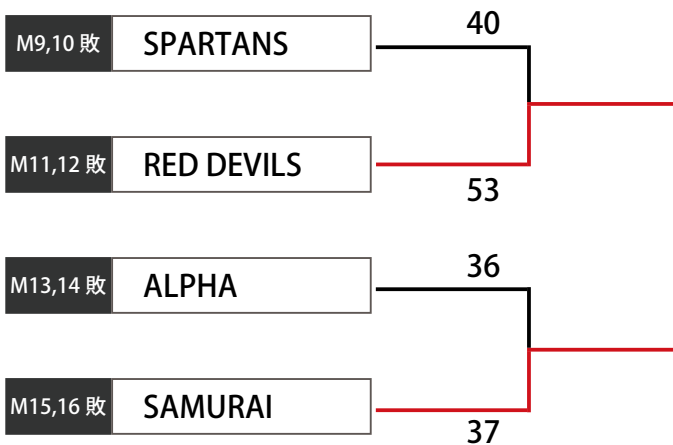 40
M9,10 敗 SPARTANS
M11,12 敗 RED DEVILS
53
36
M13,14 敗 ALPHA
M15,16 敗 SAMURAI
37